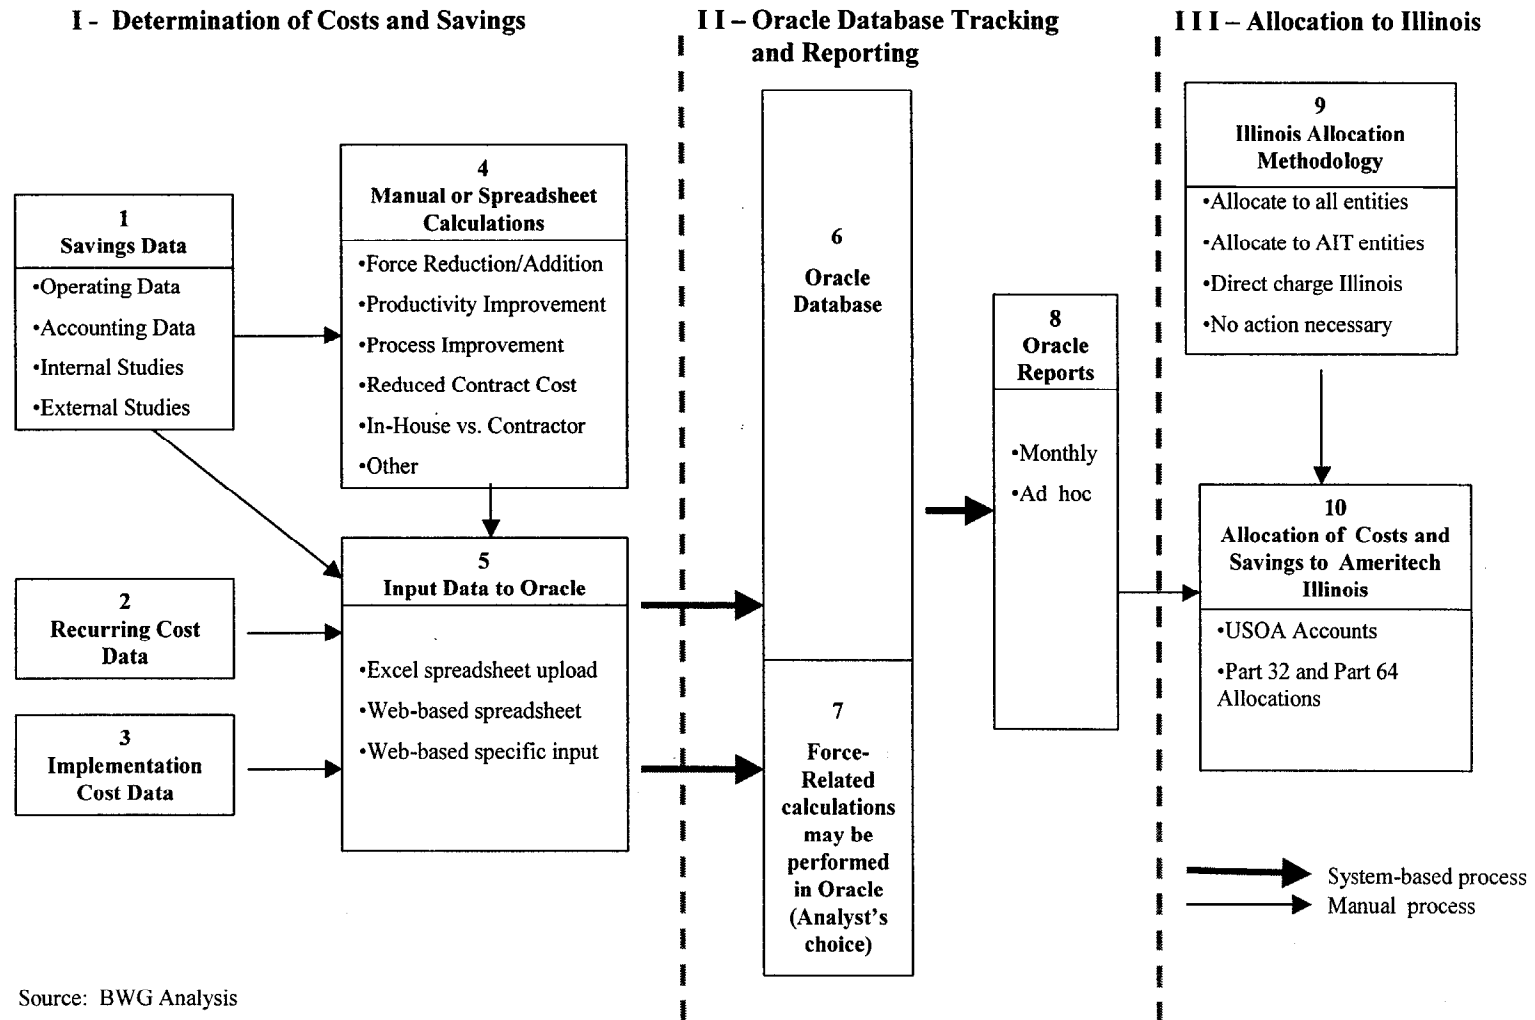 I - Determination of Costs and Savings
I I – Oracle Database Tracking
and Reporting
I I I – Allocation to Illinois
1
Savings Data
•Operating Data
•Accounting Data
•Internal Studies
•External Studies
2
Recurring Cost
Data
3
Implementation
Cost Data
4
Manual or Spreadsheet
Calculations
•Force Reduction/Addition
•Productivity Improvement
•Process Improvement
•Reduced Contract Cost
•In-House vs. Contractor
•Other
5
Input Data to Oracle
•Excel spreadsheet upload
•Web-based spreadsheet
•Web-based specific input
6
Oracle
Database
7
Force-
Related
calculations
may be
performed
in Oracle
(Analyst's
choice)
8
Oracle
Reports
•Monthly
•Ad hoc
9
Illinois Allocation
Methodology
•Allocate to all entities
•Allocate to AIT entities
•Direct charge Illinois
•No action necessary
10
Allocation of Costs and
Savings to Ameritech
Illinois
•USOA Accounts
•Part 32 and Part 64
Allocations
System-based process
Manual process
Source: BWG Analysis